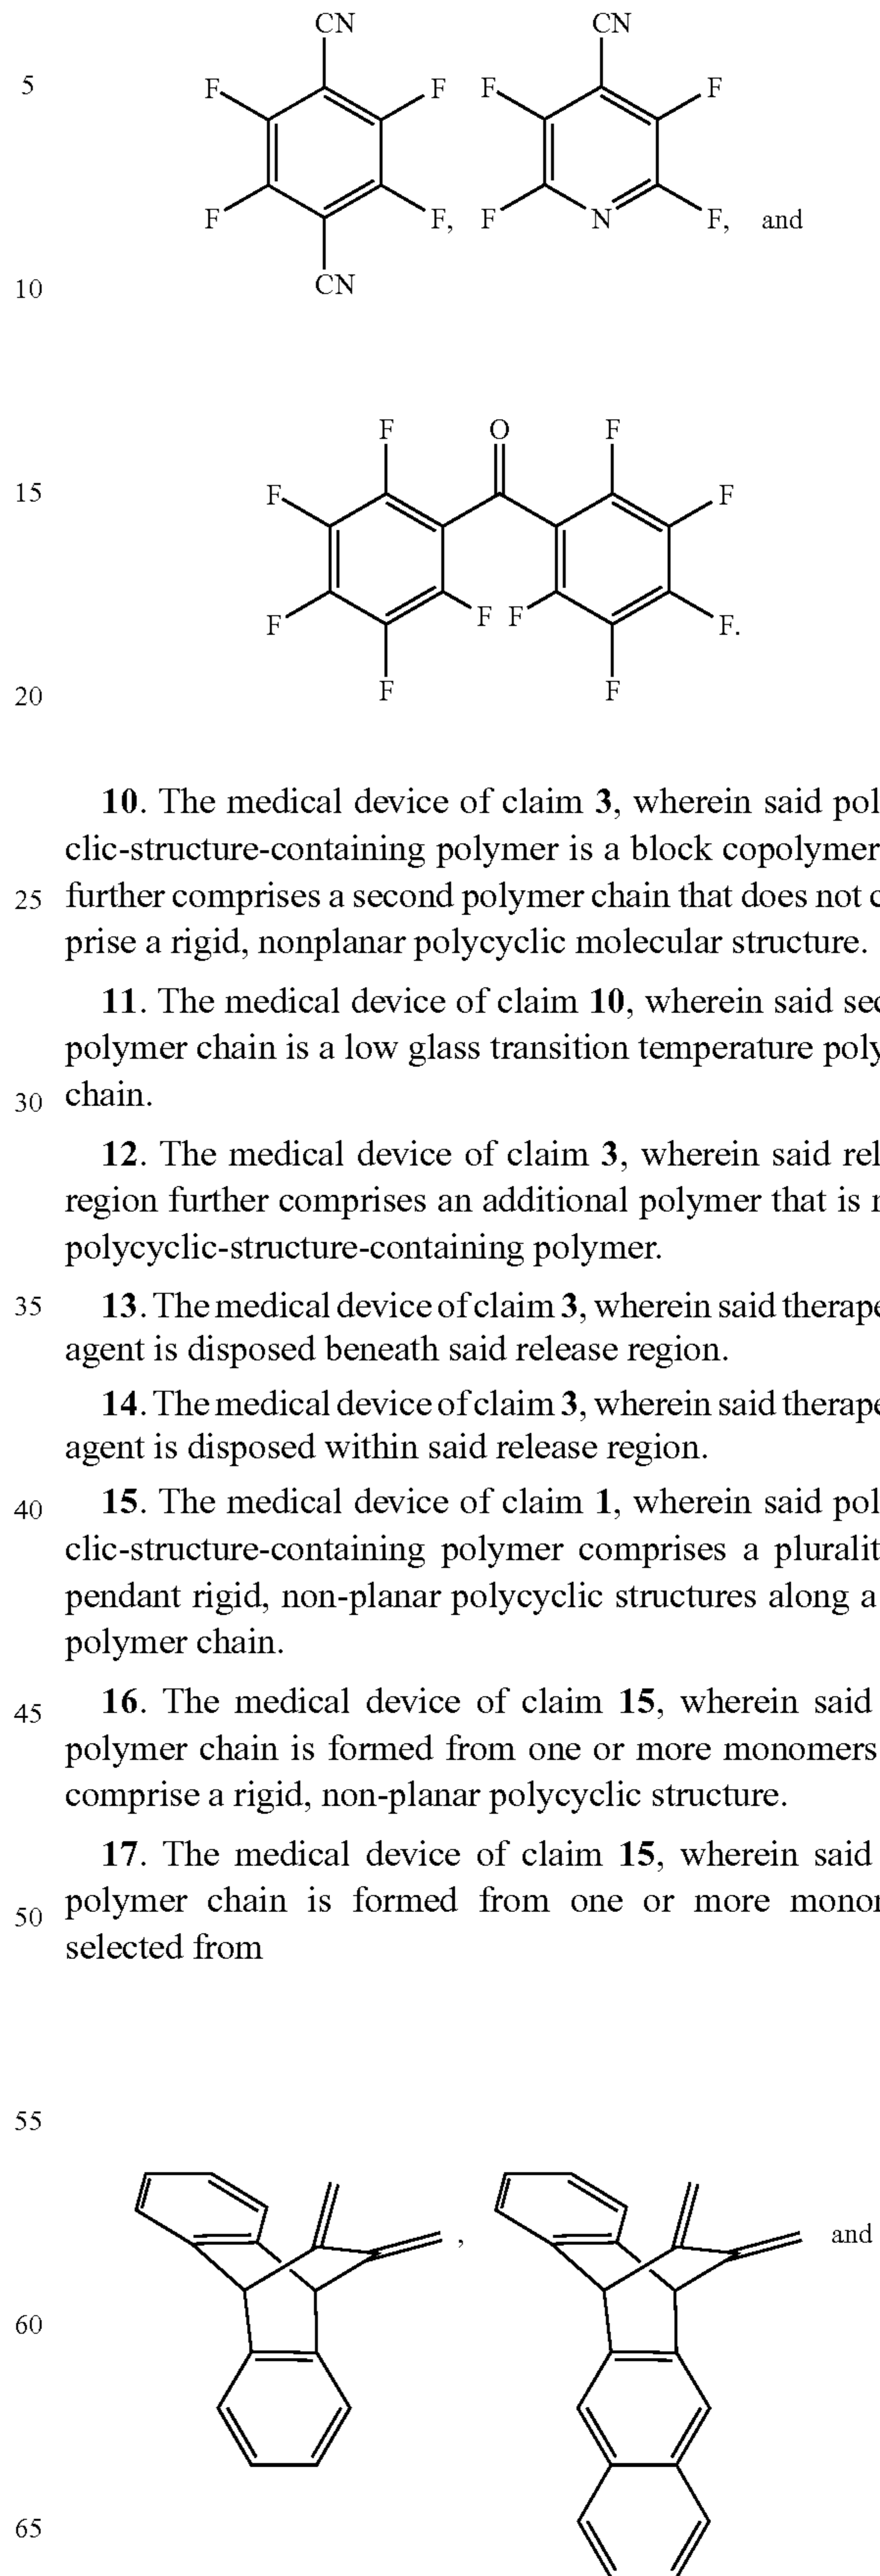 CN CN
5 F F F F
F F, F N F, and
10 CN
F O F
15 F F
F F F F.
20 F F
10. The medical device of claim 3, wherein said pol
clic-structure-containing polymer is a block copolymer
25 further comprises a second polymer chain that does not c
prise a rigid, nonplanar polycyclic molecular structure.
11. The medical device of claim 10, wherein said sec
polymer chain is a low glass transition temperature poly
30 chain.
12. The medical device of claim 3, wherein said rel
region further comprises an additional polymer that is
polycyclic-structure-containing polymer.
35 13. The medical device of claim 3, wherein said therape
agent is disposed beneath said release region.
14. The medical device of claim 3, wherein said therape
agent is disposed within said release region.
40 15. The medical device of claim 1, wherein said pol
clic-structure-containing polymer comprises a pluralit
pendant rigid, non-planar polycyclic structures along a
polymer chain.
45 16. The medical device of claim 15, wherein said
polymer chain is formed from one or more monomers
comprise a rigid, non-planar polycyclic structure.
17. The medical device of claim 15, wherein said
50 polymer chain is formed from one or more mono
selected from
55
, and
60
65